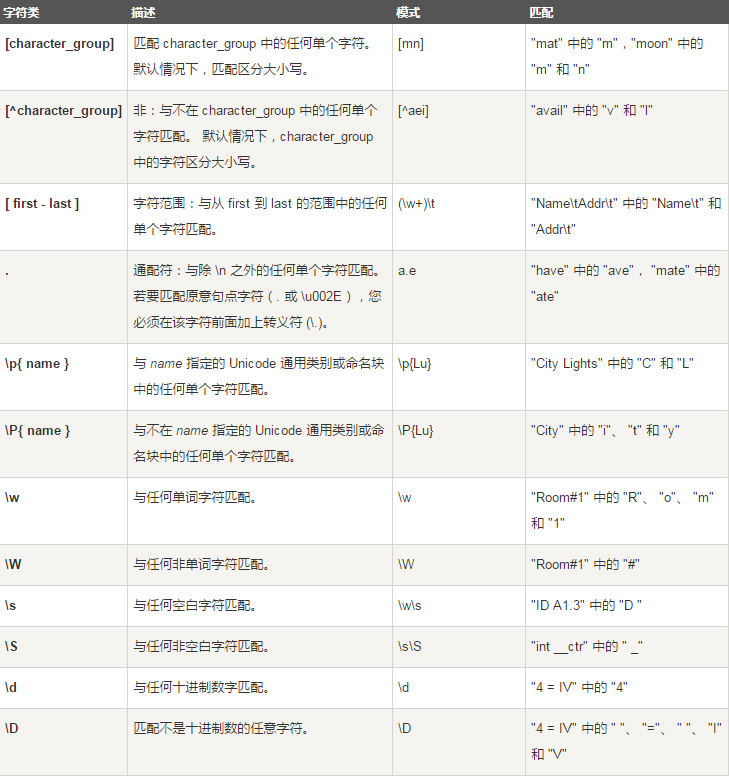 字符类 描述 模式 匹配
[character_group] 匹配 character_group 中的任何单个字符。 [mn] "mat" 中的 "m"，"moon" 中的
默认情况下，匹配区分大小写。 "m" 和 "n"
[^character_group] 非：与不在 character_group 中的任何单个 [^aei] "avail" 中的 "v" 和 "l"
字符匹配。 默认情况下，character_group
中的字符区分大小写。
[ first - last ] 字符范围：与从 first 到 last 的范围中的任何 (\w+)\t "Name\tAddr\t" 中的 "Name\t" 和
单个字符匹配。 "Addr\t"
. 通配符：与除 \n 之外的任何单个字符匹配。 a.e "have" 中的 "ave"， "mate" 中的
若要匹配原意句点字符（. 或 \u002E），您 "ate"
必须在该字符前面加上转义符 (\.)。
\p{ name } 与 name 指定的 Unicode 通用类别或命名块 \p{Lu} "City Lights" 中的 "C" 和 "L"
中的任何单个字符匹配。
\P{ name } 与不在 name 指定的 Unicode 通用类别或命 \P{Lu} "City" 中的 "i"、 "t" 和 "y"
名块中的任何单个字符匹配。
\w 与任何单词字符匹配。 \w "Room#1" 中的 "R"、 "o"、 "m"
和 "1"
\W 与任何非单词字符匹配。 \W "Room#1" 中的 "#"
\s 与任何空白字符匹配。 \w\s "ID A1.3" 中的 "D "
\S 与任何非空白字符匹配。 \s\S "int __ctr" 中的 " _"
\d 与任何十进制数字匹配。 \d "4 = IV" 中的 "4"
\D 匹配不是十进制数的任意字符。 \D "4 = IV" 中的 " "、 "="、 " "、 "I"
和 "V"